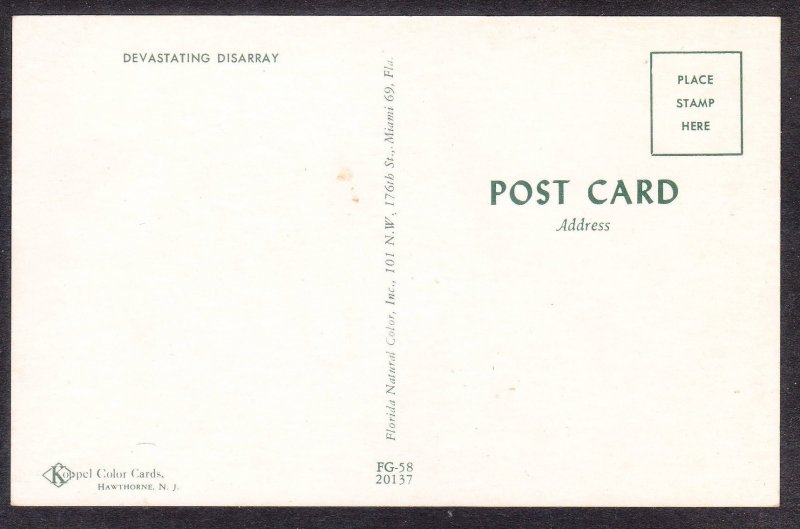 DEVASTATING DISARRAY
PLACE
STAMP
HERE
POST CARD
Address
Florida Natural Color, Inc., 101 N.W., 176th St., Miami 69, Fla.
Koppel Color Cards,
HAWTHORNE, N. J.
FG-58
20137